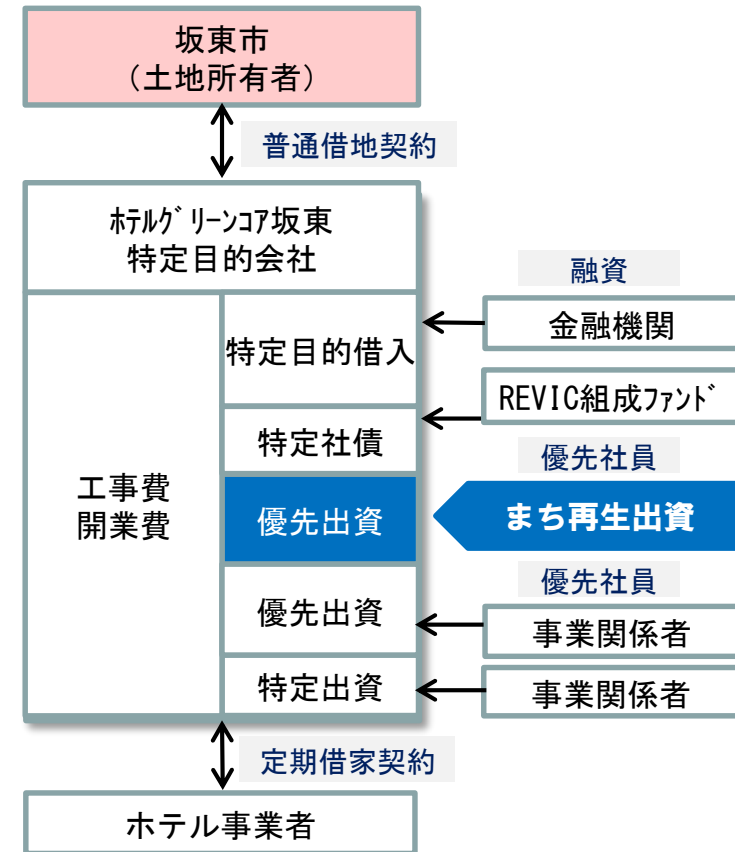 坂東市
（土地所有者）
普通借地契約
ﾎﾃﾙｸﾞﾘｰﾝｺｱ坂東
特定目的会社
工事費
開業費
特定目的借入
特定社債
優先出資
優先出資
特定出資
融資
金融機関
REVIC組成ﾌｧﾝﾄﾞ
優先社員
まち再生出資
優先社員
事業関係者
事業関係者
定期借家契約
ホテル事業者